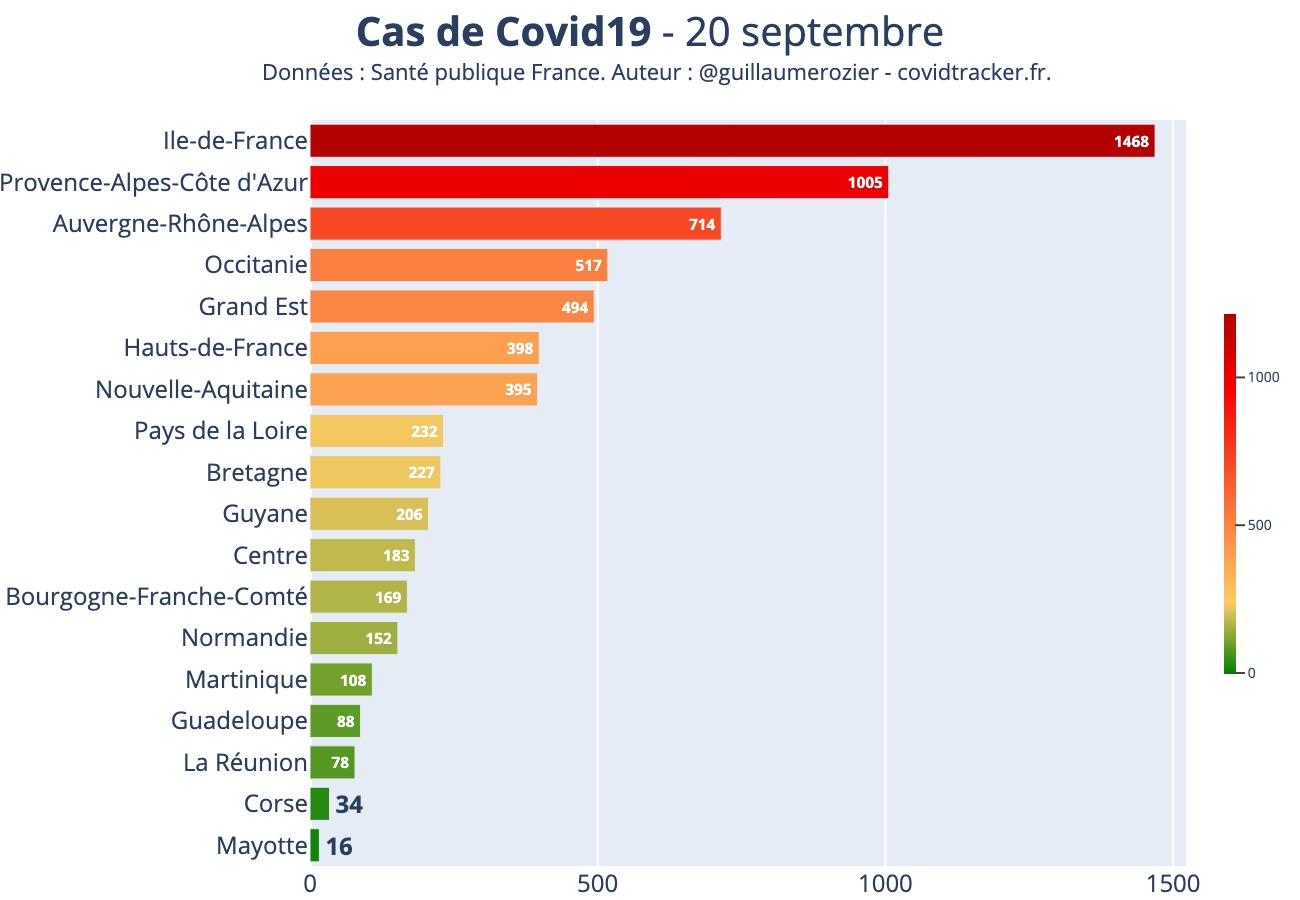 Cas de Covid19 - 20 septembre
Données : Santé publique France. Auteur : @guillaumerozier - covidtracker.fr.
Ile-de-France 1468
Provence-Alpes-Côte d'Azur 1005
Auvergne-Rhône-Alpes 714
Occitanie 517
Grand Est 494
Hauts-de-France 398
Nouvelle-Aquitaine 395
Pays de la Loire 232
Bretagne 227
Guyane 206
Centre 183
Bourgogne-Franche-Comté 169
Normandie 152
Martinique 108
Guadeloupe 88
La Réunion 78
Corse 34
Mayotte 16
0 500 1000 1500
1000
500
0